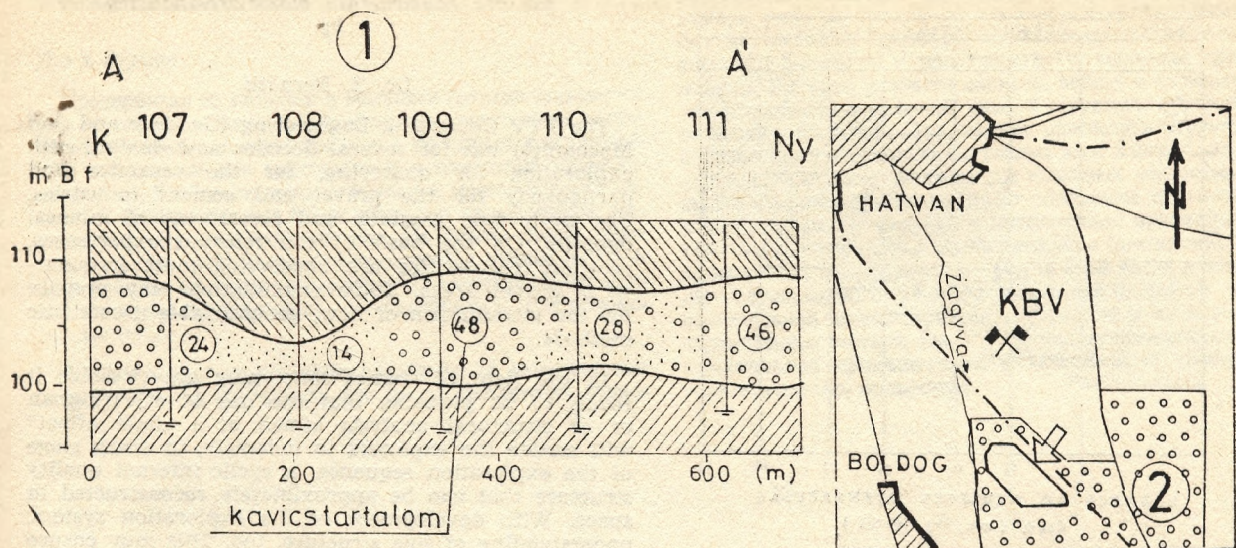 1
A A'
K 107 108 109 110 111 Ny
m B f
110
24 14 48 28 46
100
0 200 400 600 (m)
kavicstartalom
N
HATVAN
Zagyva
KBV
BOLDOG
2